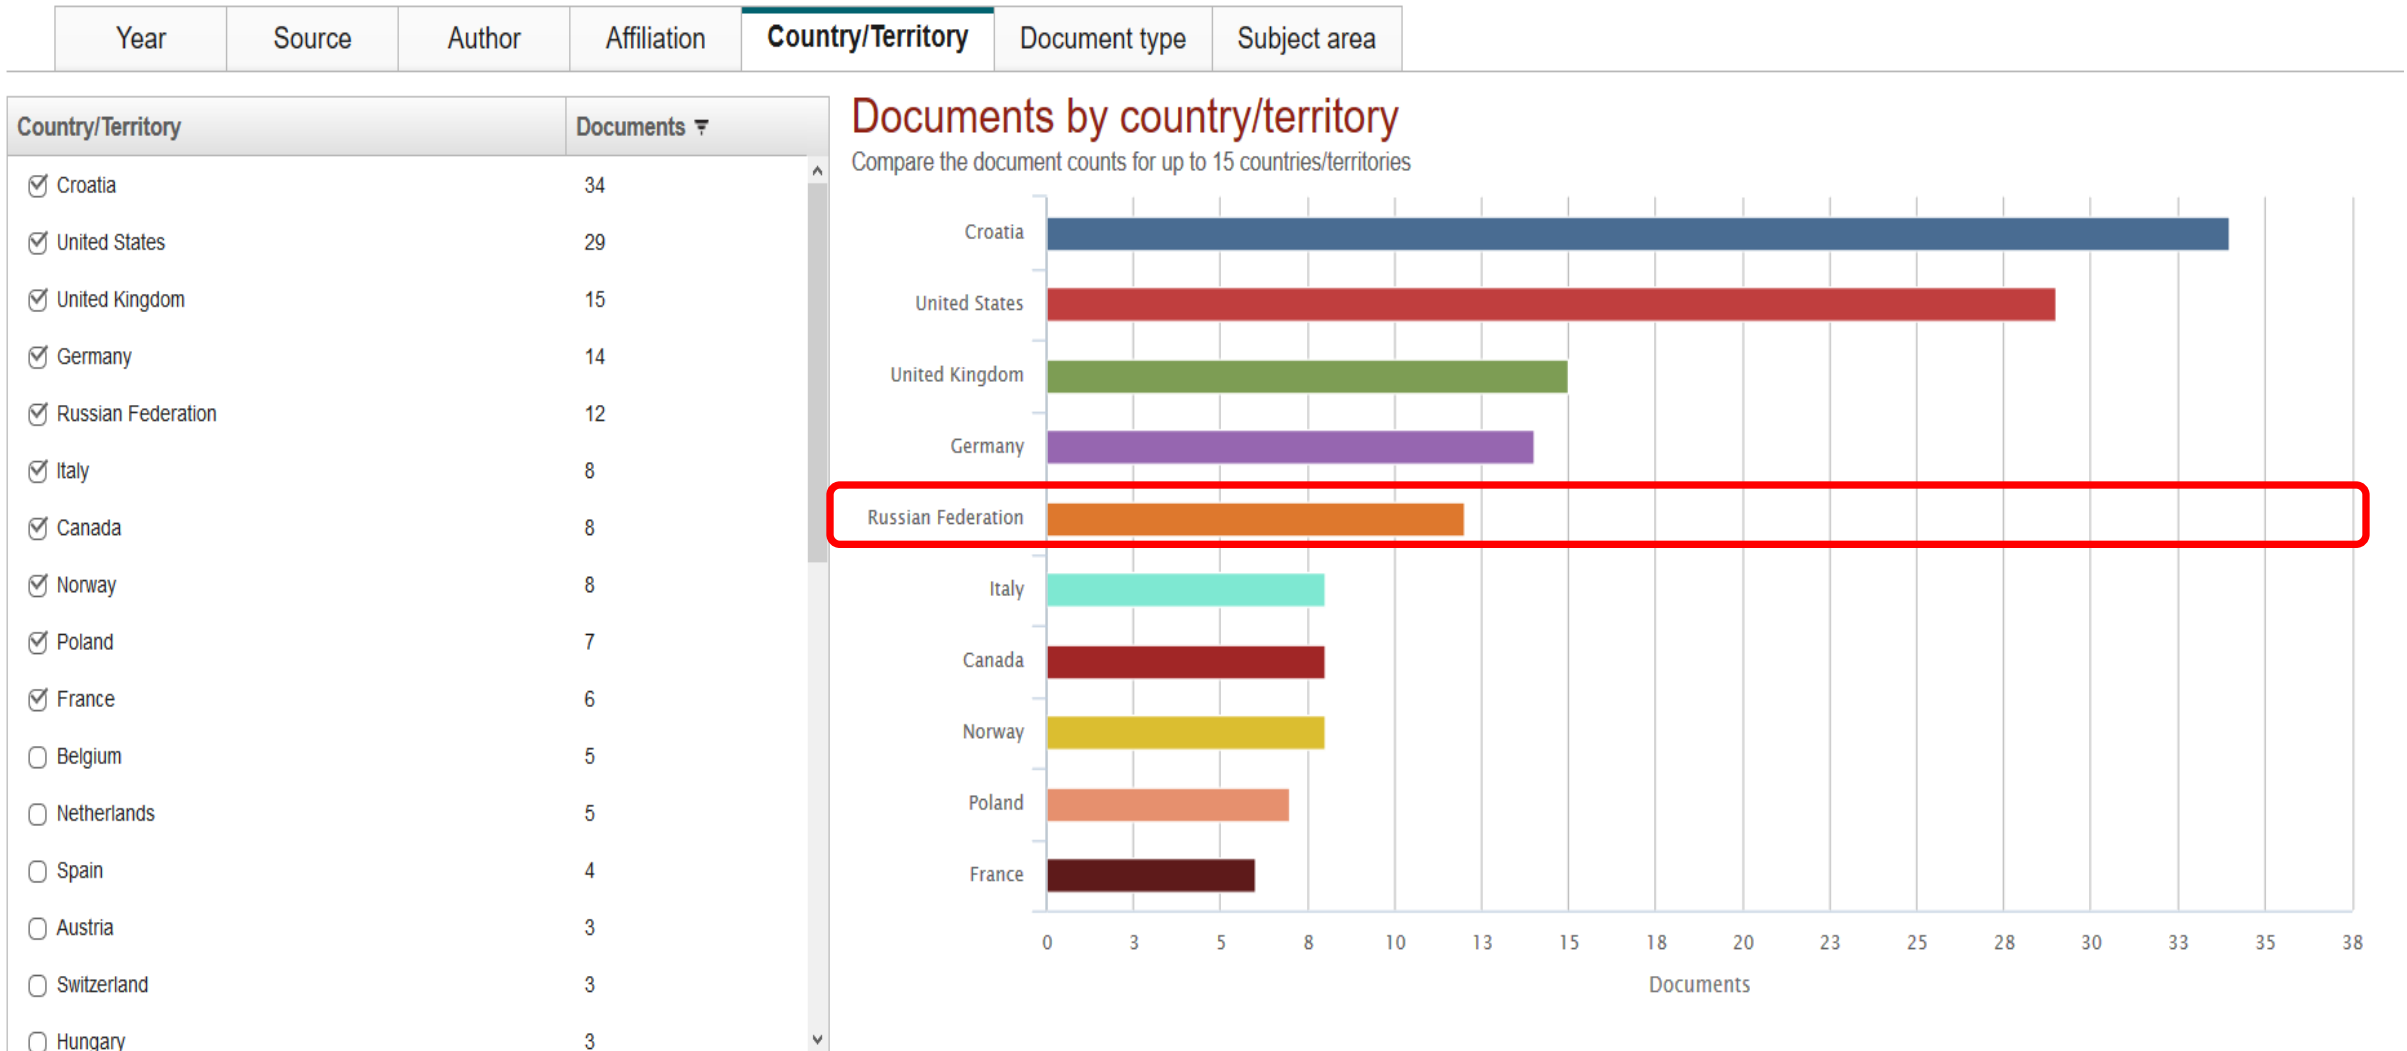 Year Source Author Affiliation Country/Territory Document type Subject area
Country/Territory Documents
Croatia 34
United States 29
United Kingdom 15
Germany 14
Russian Federation 12
Italy 8
Canada 8
Norway 8
Poland 7
France 6
Belgium 5
Netherlands 5
Spain 4
Austria 3
Switzerland 3
Hungary 3
Documents by country/territory
Compare the document counts for up to 15 countries/territories
Croatia
United States
United Kingdom
Germany
Russian Federation
Italy
Canada
Norway
Poland
France
0 3 5 8 10 13 15 18 20 23 25 28 30 33 35 38
Documents